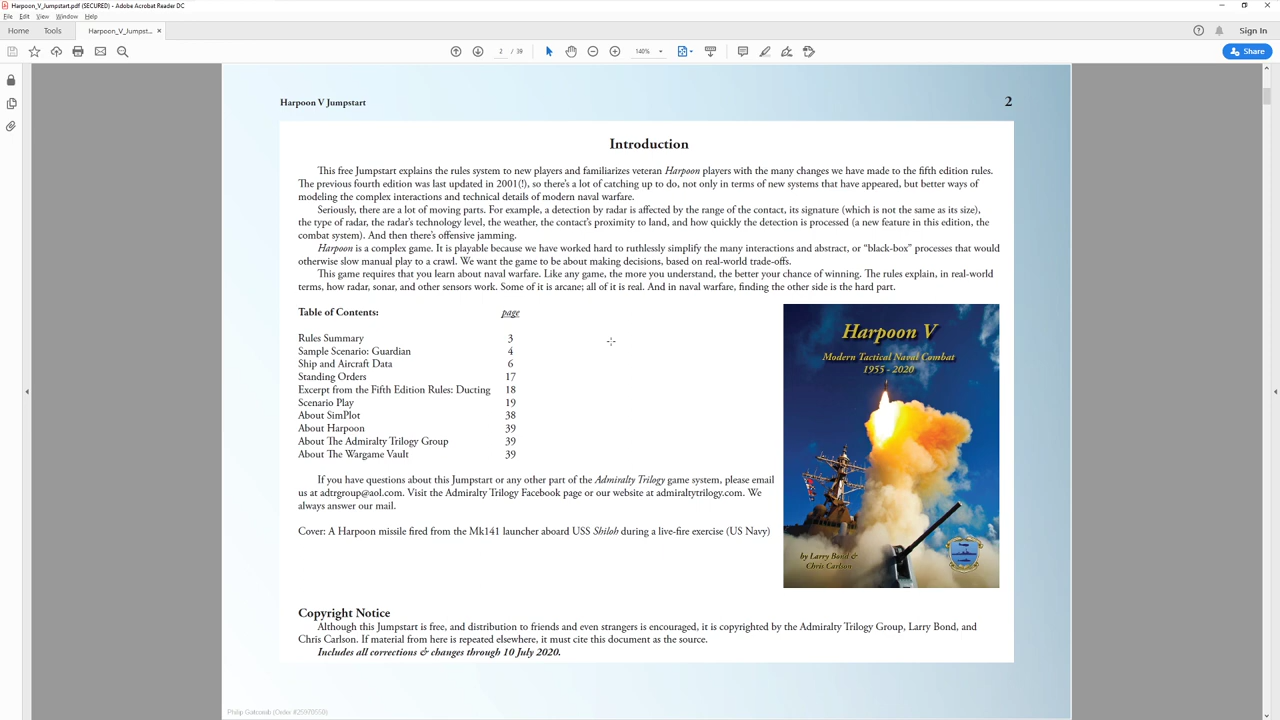 Harpoon_V_Jumpstart.pdf (SECURED) - Adobe Acrobat Reader DC
File Edit View Window Help
Home Tools Harpoon_V_Jumpst... × Sign In
2 / 39 140% Share
Harpoon V Jumpstart 2
Introduction
This free Jumpstart explains the rules system to new players and familiarizes veteran Harpoon players with the many changes we have made to the fifth edition rules.
The previous fourth edition was last updated in 2001(!), so there's a lot of catching up to do, not only in terms of new systems that have appeared, but better ways of
modeling the complex interactions and technical details of modern naval warfare.
Seriously, there are a lot of moving parts. For example, a detection by radar is affected by the range of the contact, its signature (which is not the same as its size),
the type of radar, the radar's technology level, the weather, the contact's proximity to land, and how quickly the detection is processed (a new feature in this edition, the
combat system). And then there's offensive jamming.
Harpoon is a complex game. It is playable because we have worked hard to ruthlessly simplify the many interactions and abstract, or "black-box" processes that would
otherwise slow manual play to a crawl. We want the game to be about making decisions, based on real-world trade-offs.
This game requires that you learn about naval warfare. Like any game, the more you understand, the better your chance of winning. The rules explain, in real-world
terms, how radar, sonar, and other sensors work. Some of it is arcane; all of it is real. And in naval warfare, finding the other side is the hard part.
Table of Contents: page
Rules Summary 3
Sample Scenario: Guardian 4
Ship and Aircraft Data 6
Standing Orders 17
Excerpt from the Fifth Edition Rules: Ducting 18
Scenario Play 19
About SimPlot 38
About Harpoon 39
About The Admiralty Trilogy Group 39
About The Wargame Vault 39
If you have questions about this Jumpstart or any other part of the Admiralty Trilogy game system, please email
us at adtrgroup@aol.com. Visit the Admiralty Trilogy Facebook page or our website at admiraltytrilogy.com. We
always answer our mail.
Cover: A Harpoon missile fired from the Mk141 launcher aboard USS Shiloh during a live-fire exercise (US Navy)
Harpoon V
Modern Tactical Naval Combat
1955 - 2020
by Larry Bond &
Chris Carlson
Copyright Notice
Although this Jumpstart is free, and distribution to friends and even strangers is encouraged, it is copyrighted by the Admiralty Trilogy Group, Larry Bond, and
Chris Carlson. If material from here is repeated elsewhere, it must cite this document as the source.
Includes all corrections & changes through 10 July 2020.